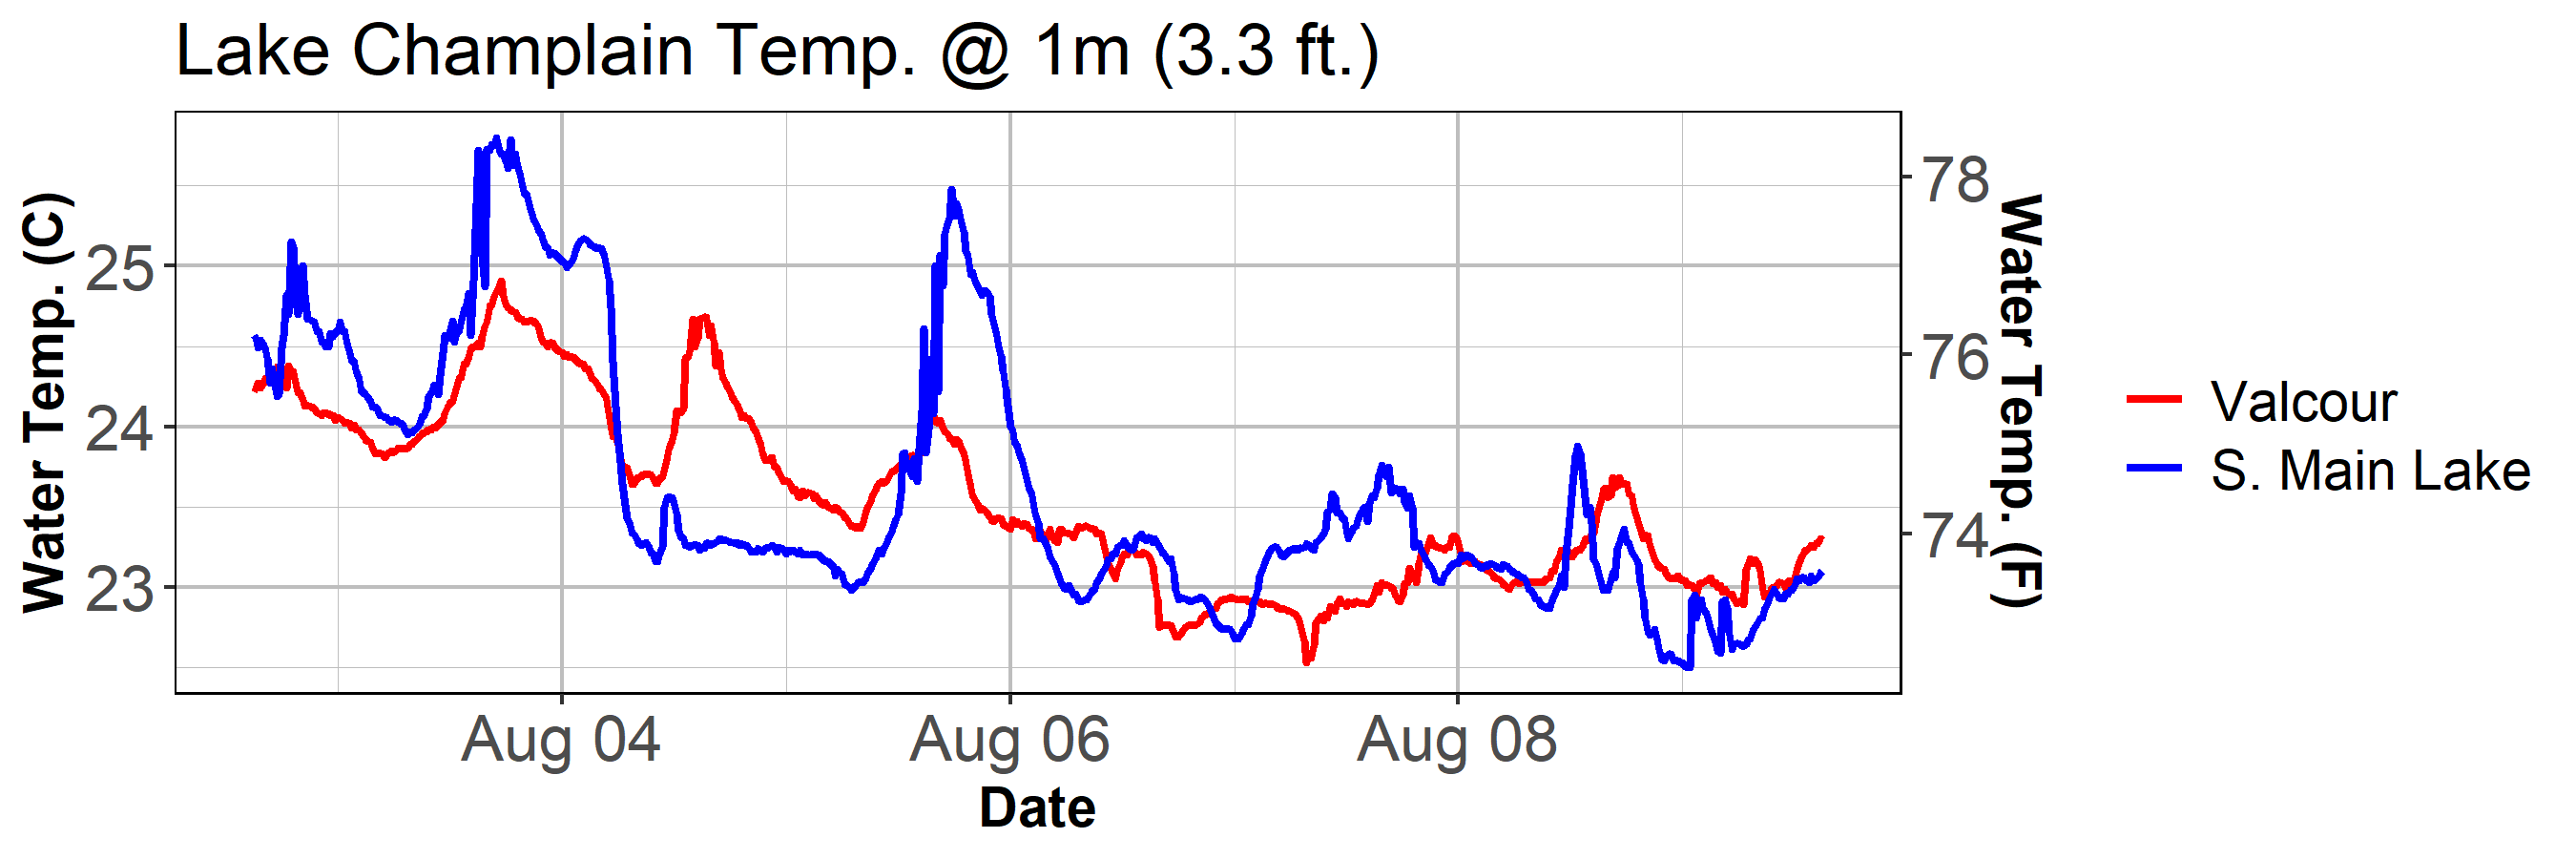 Lake Champlain Temp. @ 1m (3.3 ft.)
Water Temp. (C)
25
24
23
78
76
74
Water Temp. (F)
Aug 04
Aug 06
Aug 08
Date
Valcour
S. Main Lake